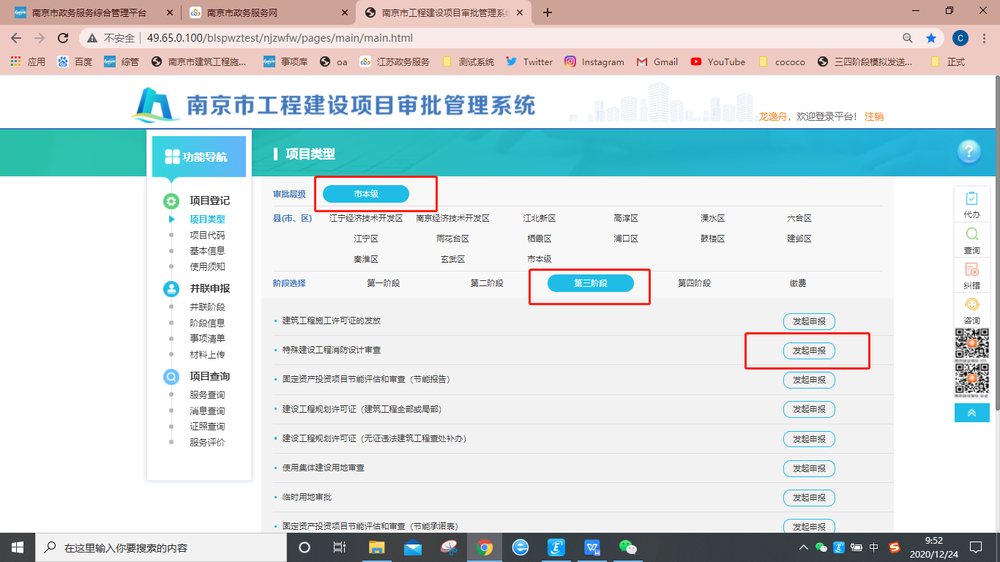 南京市政务服务综合管理平台
南京市政务服务网
南京市工程建设项目审批管理系统
不安全 49.65.0.100/blspwztest/njzwfw/pages/main/main.html
C
应用 百度 综管 南京市建筑工程施... 事项库 oa 江苏政务服务 测试系统 Twitter Instagram Gmail YouTube cococo 三四阶段模拟发送... 正式
南京市工程建设项目审批管理系统
龙逸舟，欢迎登录平台！ 注销
功能导航
项目登记
项目类型
项目代码
基本信息
使用须知
并联申报
并联阶段
阶段信息
事项清单
材料上传
项目查询
服务查询
消息查询
证照查询
服务评价
项目类型
?
审批层级 市本级
县(市、区) 江宁经济技术开发区 南京经济技术开发区 江北新区 高淳区 溧水区 六合区
江宁区 雨花台区 栖霞区 浦口区 鼓楼区 建邺区
秦淮区 玄武区 市本级
阶段选择 第一阶段 第二阶段 第三阶段 第四阶段 缴费
建筑工程施工许可证的发放 发起申报
特殊建设工程消防设计审查 发起申报
固定资产投资项目节能评估和审查（节能报告） 发起申报
建设工程规划许可证（建筑工程全部或局部） 发起申报
建设工程规划许可证（无证违法建筑工程查处补办） 发起申报
使用集体建设用地审查 发起申报
临时用地审批 发起申报
固定资产投资项目节能评估和审查（节能承诺表） 发起申报
代办
查询
纠错
咨询
在这里输入你要搜索的内容
中
9:52
2020/12/24